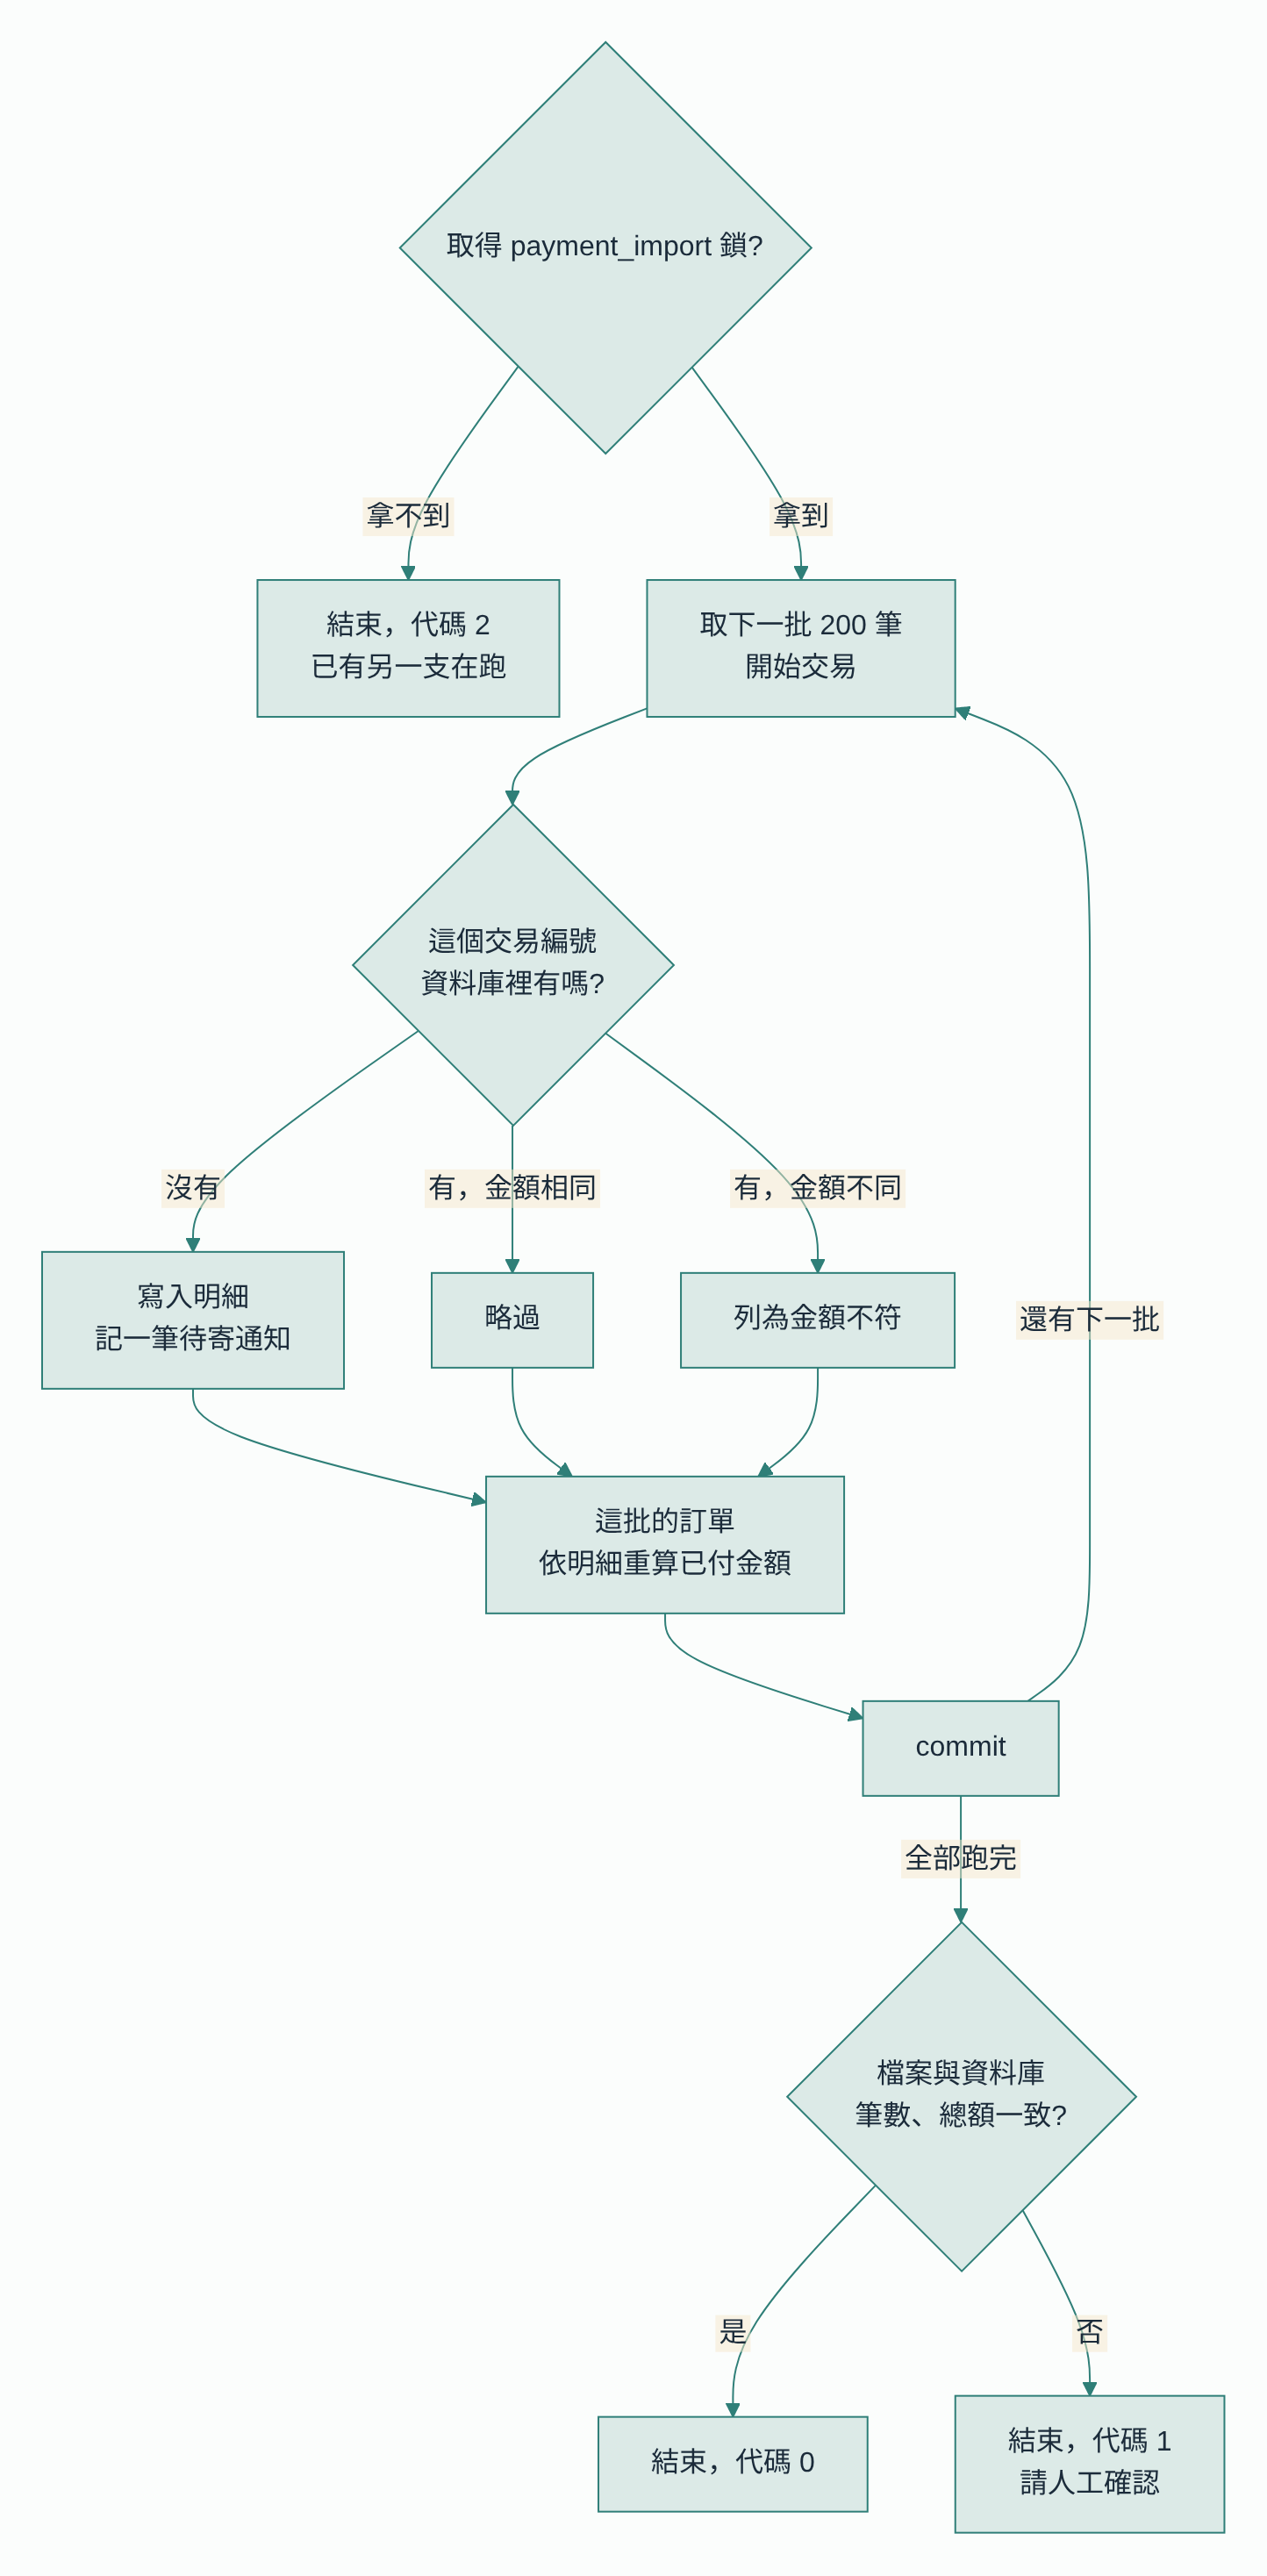 取得 payment_import 鎖?
拿不到
拿到
結束，代碼 2
已有另一支在跑
取下一批 200 筆
開始交易
這個交易編號
資料庫裡有嗎?
沒有
有，金額相同
有，金額不同
寫入明細
記一筆待寄通知
略過
列為金額不符
還有下一批
這批的訂單
依明細重算已付金額
commit
全部跑完
檔案與資料庫
筆數、總額一致?
是
否
結束，代碼 0
結束，代碼 1
請人工確認